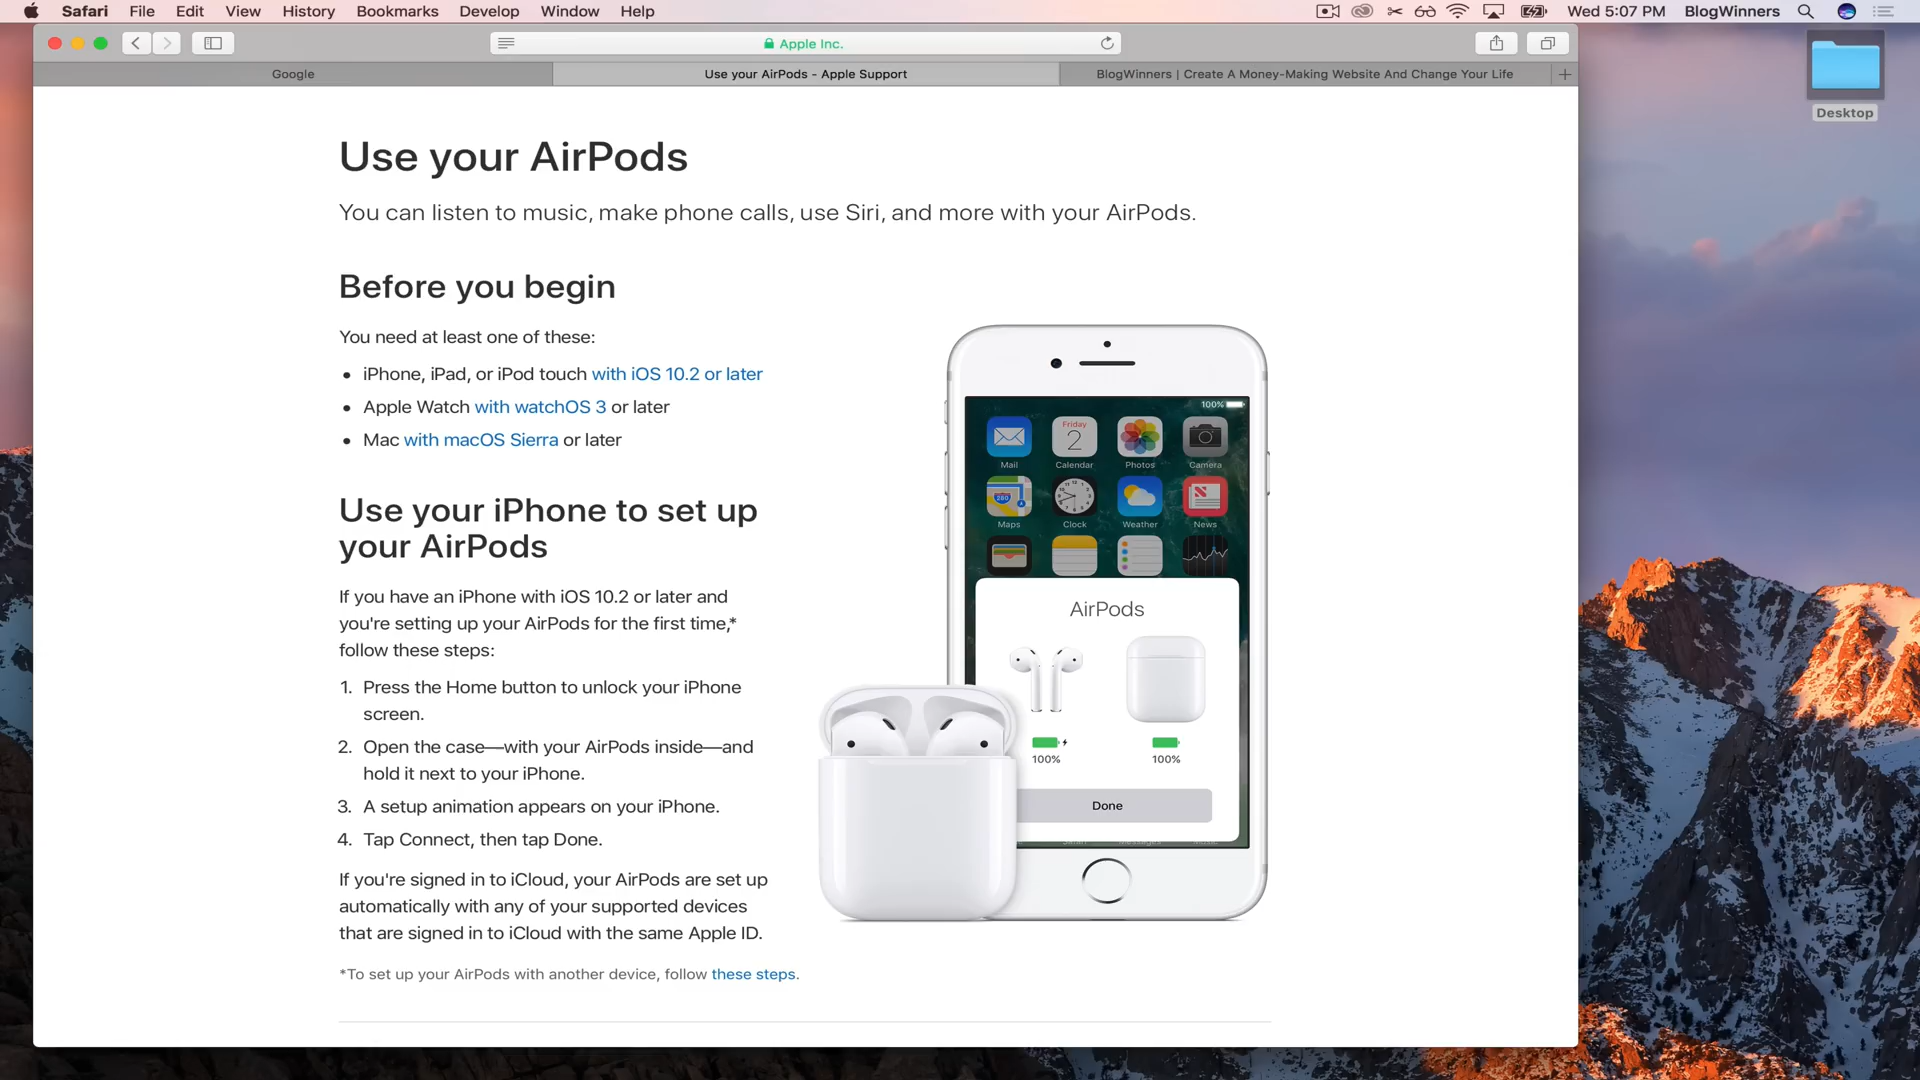 Safari File Edit View History Bookmarks Develop Window Help Wed 5:07 PM BlogWinners
Apple Inc.
Google
Use your AirPods - Apple Support
BlogWinners | Create A Money-Making Website And Change Your Life
Desktop
Use your AirPods
You can listen to music, make phone calls, use Siri, and more with your AirPods.
Before you begin
You need at least one of these:
• iPhone, iPad, or iPod touch with iOS 10.2 or later
• Apple Watch with watchOS 3 or later
• Mac with macOS Sierra or later
Use your iPhone to set up
your AirPods
If you have an iPhone with iOS 10.2 or later and
you're setting up your AirPods for the first time,*
follow these steps:
1. Press the Home button to unlock your iPhone
screen.
2. Open the case—with your AirPods inside—and
hold it next to your iPhone.
3. A setup animation appears on your iPhone.
4. Tap Connect, then tap Done.
If you're signed in to iCloud, your AirPods are set up
automatically with any of your supported devices
that are signed in to iCloud with the same Apple ID.
*To set up your AirPods with another device, follow these steps.
100%
Friday
2
Mail Calendar Photos Camera
280
Maps Clock Weather News
AirPods
100% 100%
Done